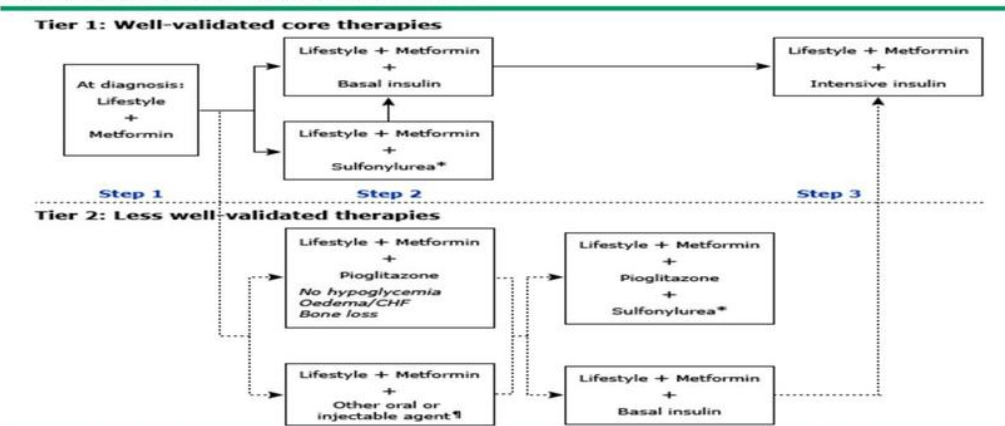 Tier 1: Well-validated core therapies
At diagnosis:
Lifestyle
+
Metformin
Lifestyle + Metformin
+
Basal insulin
Lifestyle + Metformin
+
Sulfonylurea*
Lifestyle + Metformin
+
Intensive insulin
Step 1
Step 2
Step 3
Tier 2: Less well-validated therapies
Lifestyle + Metformin
+
Pioglitazone
No hypoglycemia
Oedema/CHF
Bone loss
Lifestyle + Metformin
+
Pioglitazone
+
Sulfonylurea*
Lifestyle + Metformin
+
Other oral or
injectable agent¶
Lifestyle + Metformin
+
Basal insulin